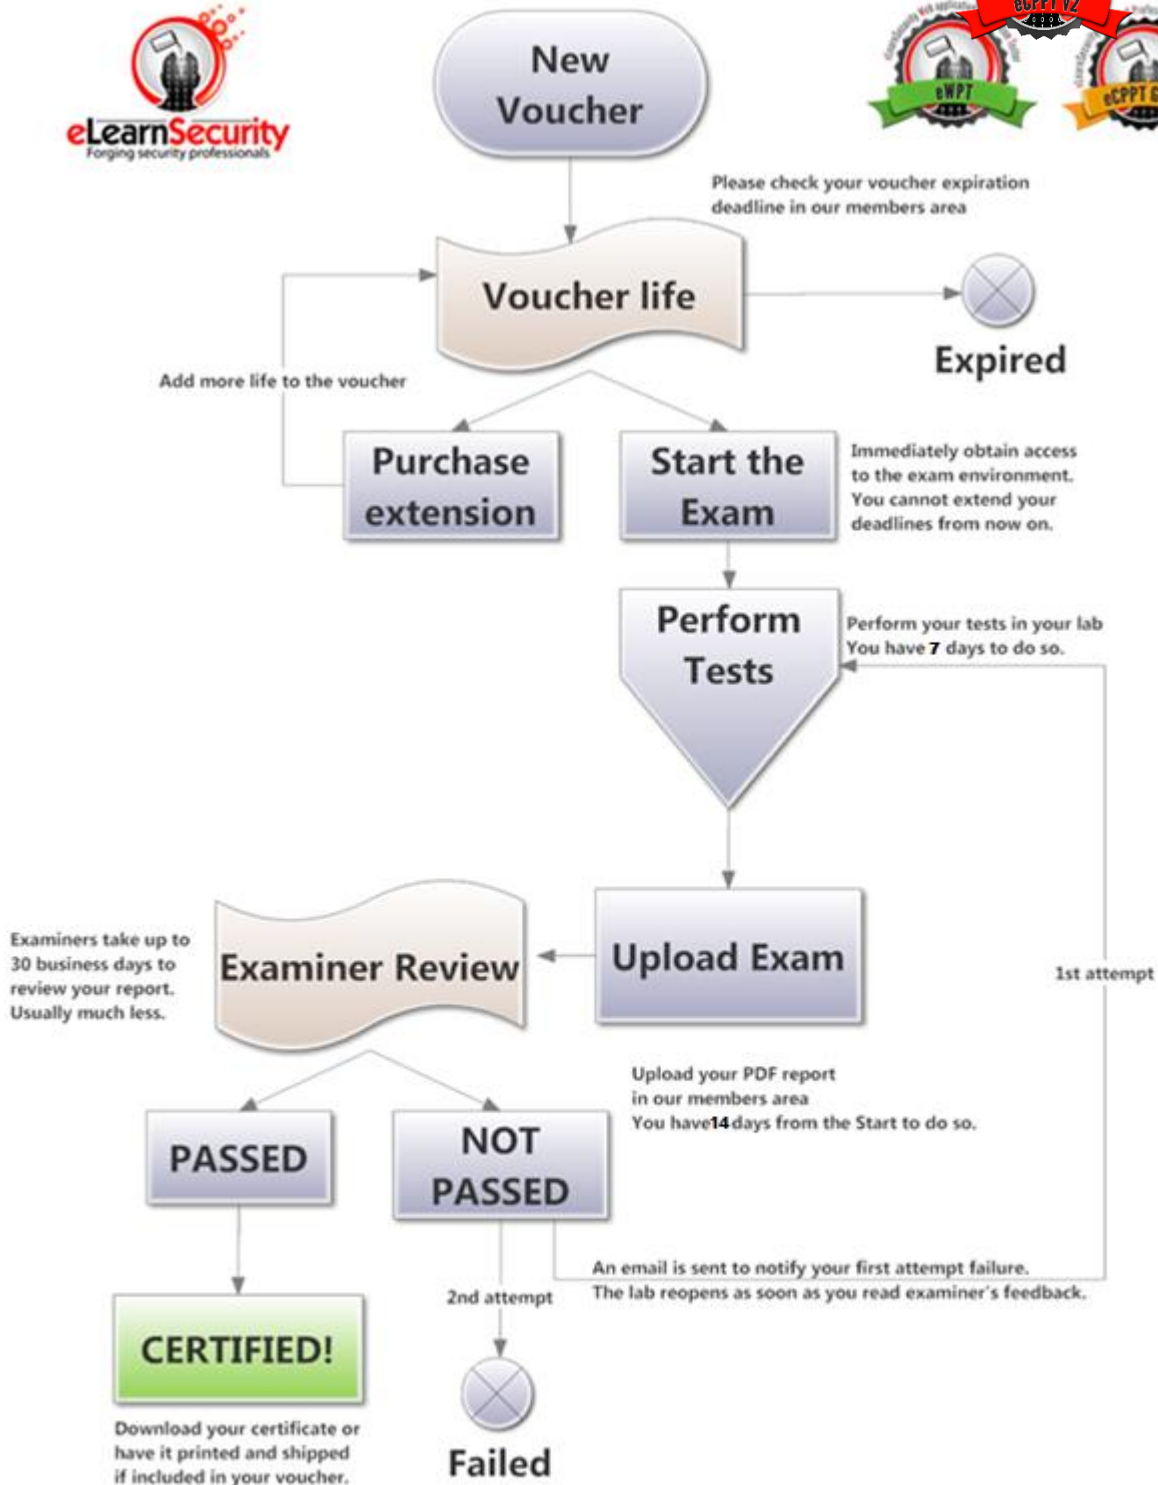 eLearnSecurity
Forging security professionals
eCPPT V2
eWPT
eCPPT
New
Voucher
Please check your voucher expiration
deadline in our members area
Voucher life
Expired
Add more life to the voucher
Purchase
extension
Start the
Exam
Immediately obtain access
to the exam environment.
You cannot extend your
deadlines from now on.
Perform
Tests
Perform your tests in your lab
You have 7 days to do so.
Upload Exam
Examiner Review
Examiners take up to
30 business days to
review your report.
Usually much less.
1st attempt
Upload your PDF report
in our members area
You have 14 days from the Start to do so.
PASSED
NOT
PASSED
An email is sent to notify your first attempt failure.
The lab reopens as soon as you read examiner's feedback.
2nd attempt
CERTIFIED!
Download your certificate or
have it printed and shipped
if included in your voucher.
Failed